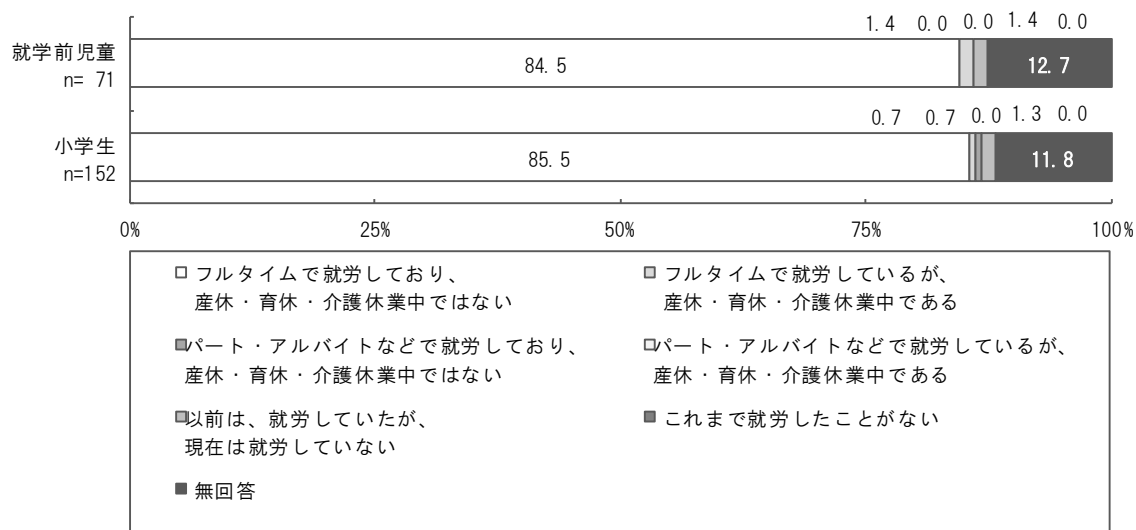 1.4 0.0 0.0 1.4 0.0
就学前児童
n= 71
84.5 12.7
0.7 0.7 0.0 1.3 0.0
小学生
n=152
85.5 11.8
0% 25% 50% 75% 100%
フルタイムで就労しており、
産休・育休・介護休業中ではない
フルタイムで就労しているが、
産休・育休・介護休業中である
パート・アルバイトなどで就労しており、
産休・育休・介護休業中ではない
パート・アルバイトなどで就労しているが、
産休・育休・介護休業中である
以前は、就労していたが、
現在は就労していない
これまで就労したことがない
無回答